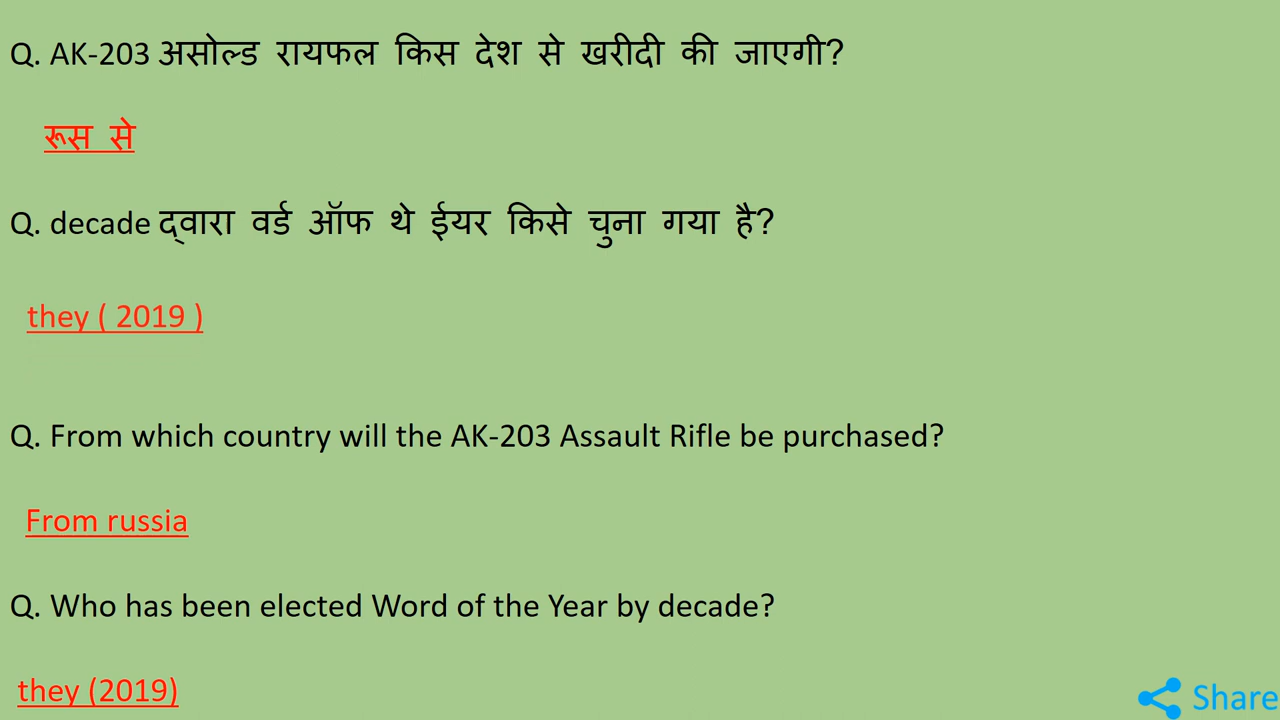 Q. AK-203 असोल्ड रायफल किस देश से खरीदी की जाएगी?
रूस से
Q. decade द्वारा वर्ड ऑफ थे ईयर किसे चुना गया है?
they ( 2019 )
Q. From which country will the AK-203 Assault Rifle be purchased?
From russia
Q. Who has been elected Word of the Year by decade?
they (2019)
Share